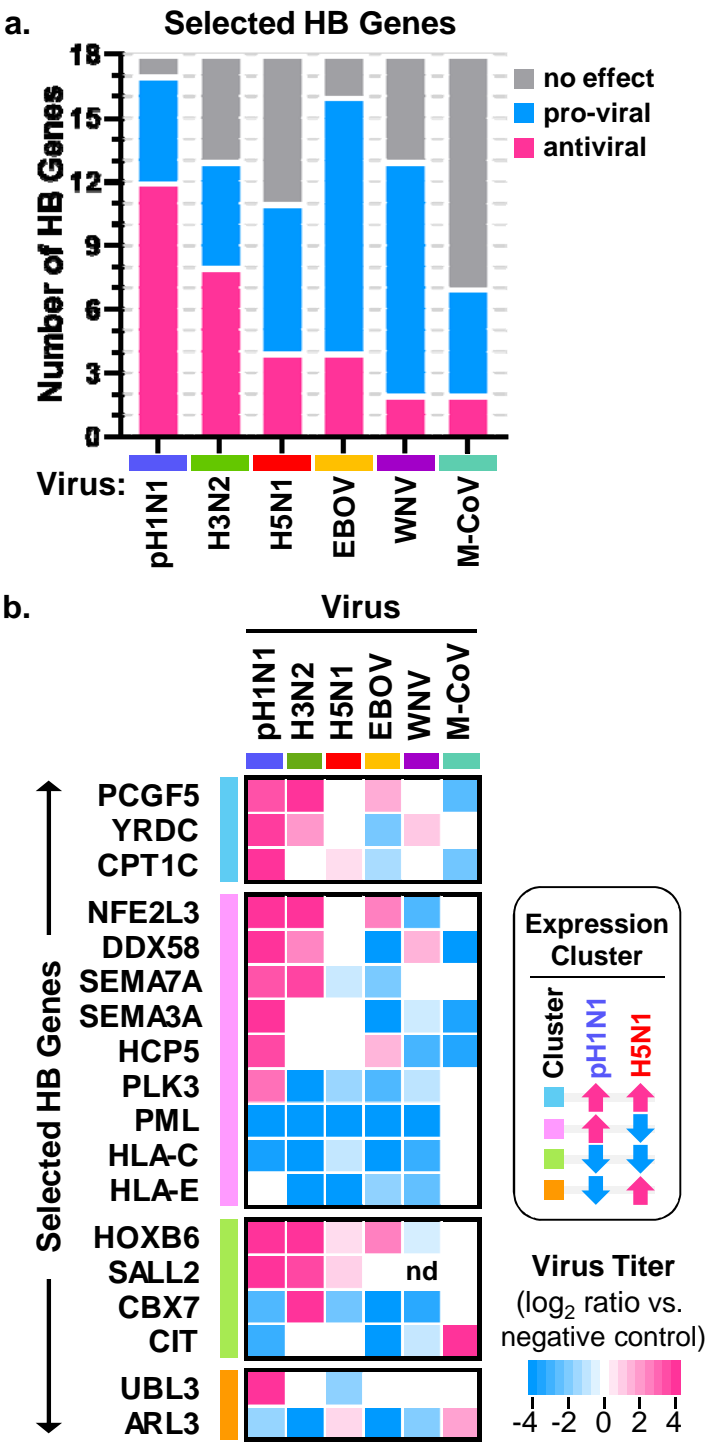 a.
Selected HB Genes
Number of HB Genes
18
15
12
9
6
3
0
no effect
pro-viral
antiviral
Virus:
pH1N1
H3N2
H5N1
EBOV
WNV
M-CoV
b.
Virus
pH1N1
H3N2
H5N1
EBOV
WNV
M-CoV
Selected HB Genes
PCGF5
YRDC
CPT1C
NFE2L3
DDX58
SEMA7A
SEMA3A
HCP5
PLK3
PML
HLA-C
HLA-E
HOXB6
SALL2
nd
CBX7
CIT
UBL3
ARL3
Expression
Cluster
Cluster
pH1N1
H5N1
Virus Titer
(log2 ratio vs.
negative control)
-4 -2 0 2 4